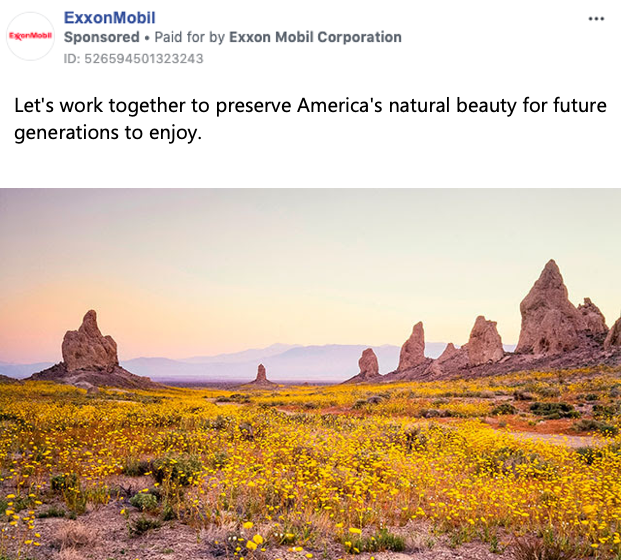 ExxonMobil
ExxonMobil
Sponsored • Paid for by Exxon Mobil Corporation
ID: 526594501323243
Let's work together to preserve America's natural beauty for future
generations to enjoy.